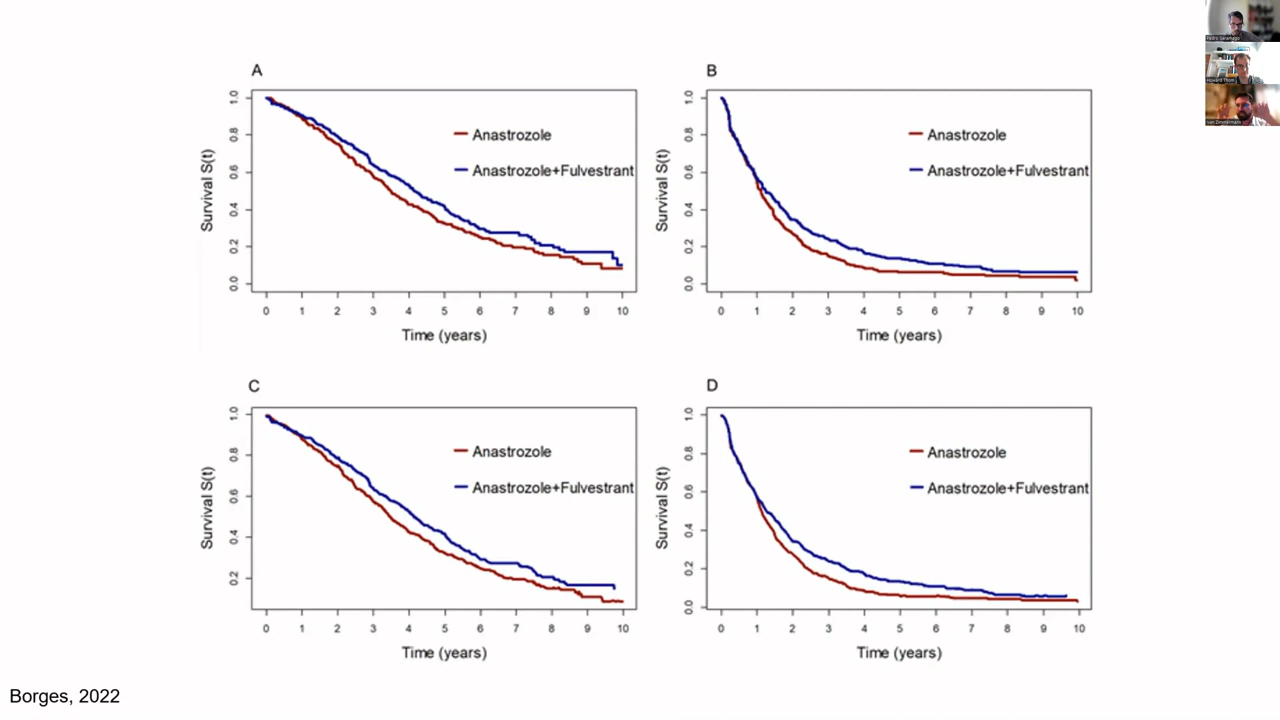 A
1.0
0.8
0.6
0.4
0.2
0.0
Survival S(t)
Anastrozole
Anastrozole+Fulvestrant
0 1 2 3 4 5 6 7 8 9 10
Time (years)
B
1.0
0.8
0.6
0.4
0.2
0.0
Survival S(t)
Anastrozole
Anastrozole+Fulvestrant
0 1 2 3 4 5 6 7 8 9 10
Time (years)
C
1.0
0.8
0.6
0.4
0.2
Survival S(t)
Anastrozole
Anastrozole+Fulvestrant
0 1 2 3 4 5 6 7 8 9 10
Time (years)
D
1.0
0.8
0.6
0.4
0.2
0.0
Survival S(t)
Anastrozole
Anastrozole+Fulvestrant
0 1 2 3 4 5 6 7 8 9 10
Time (years)
Borges, 2022
Howard Thom